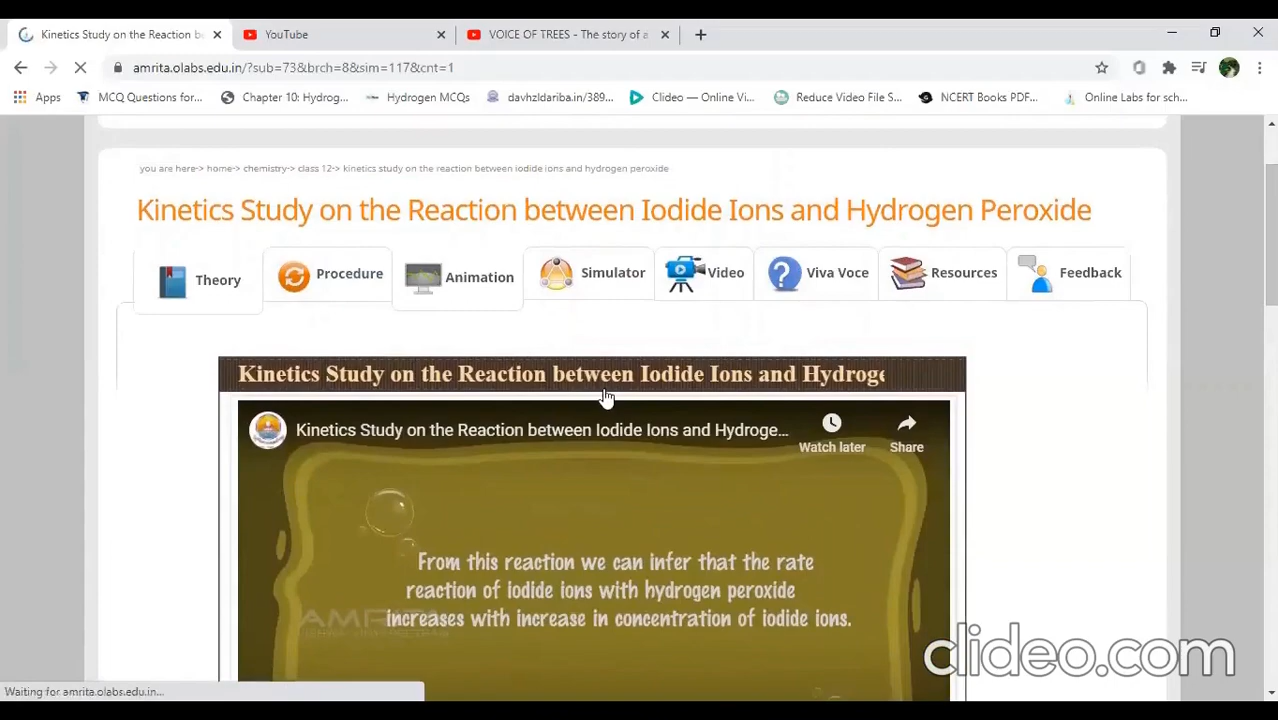 Kinetics Study on the Reaction be
YouTube
VOICE OF TREES - The story of a
amrita.olabs.edu.in/?sub=73&brch=8&sim=117&cnt=1
Apps
MCQ Questions for...
Chapter 10: Hydrog...
Hydrogen MCQs
davhzldariba.in/389...
Clideo — Online Vi...
Reduce Video File S...
NCERT Books PDF...
Online Labs for sch...
you are here-> home-> chemistry-> class 12-> kinetics study on the reaction between iodide ions and hydrogen peroxide
Kinetics Study on the Reaction between Iodide Ions and Hydrogen Peroxide
Theory
Procedure
Animation
Simulator
Video
Viva Voce
Resources
Feedback
Kinetics Study on the Reaction between Iodide Ions and Hydroge
Kinetics Study on the Reaction between Iodide Ions and Hydroge...
Watch later
Share
From this reaction we can infer that the rate
reaction of iodide ions with hydrogen peroxide
increases with increase in concentration of iodide ions.
AMRITA
clideo.com
Waiting for amrita.olabs.edu.in...